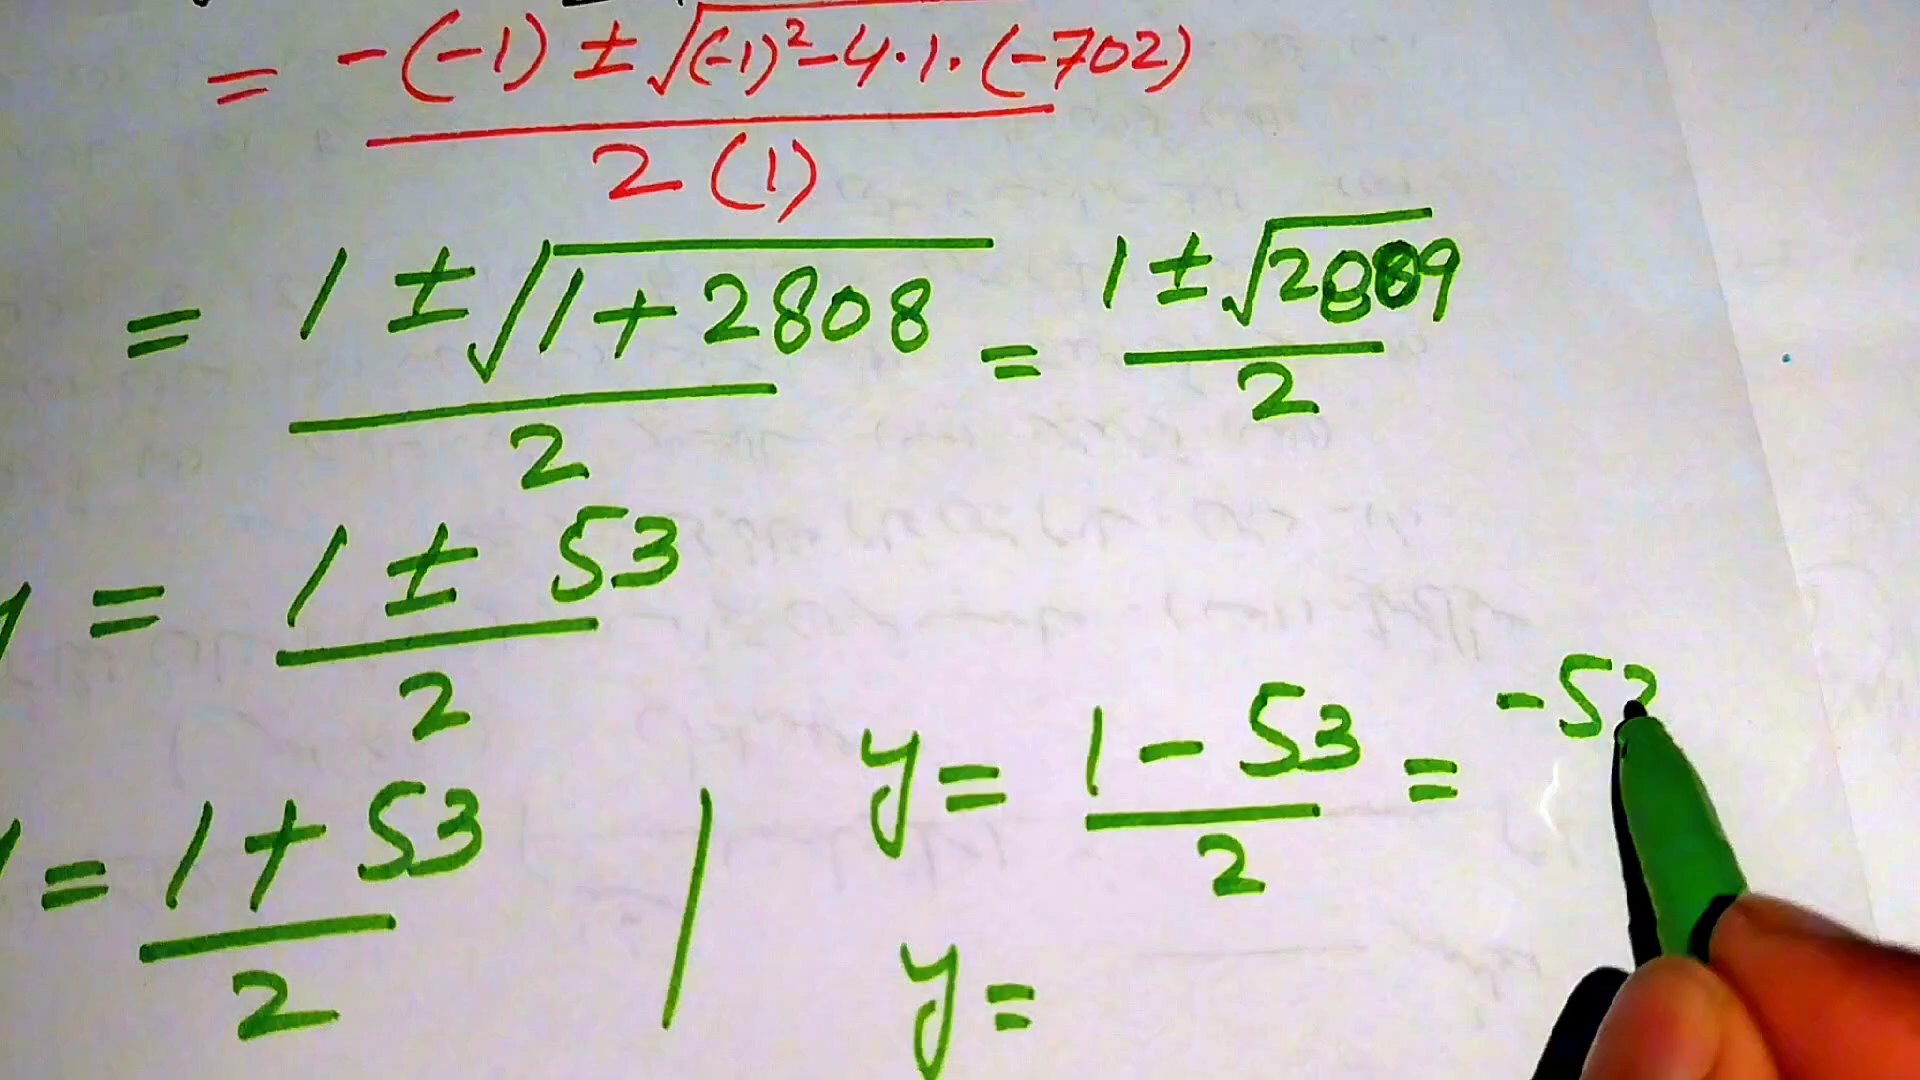 = -(-1) ± √(-1)² - 4·1·(-702)
2 (1)
= 1 ± √1 + 2808 = 1 ± √2809
2 2
y = 1 ± 53
2
y = 1 + 53 | y = 1 - 53 = -52
2 2
y =